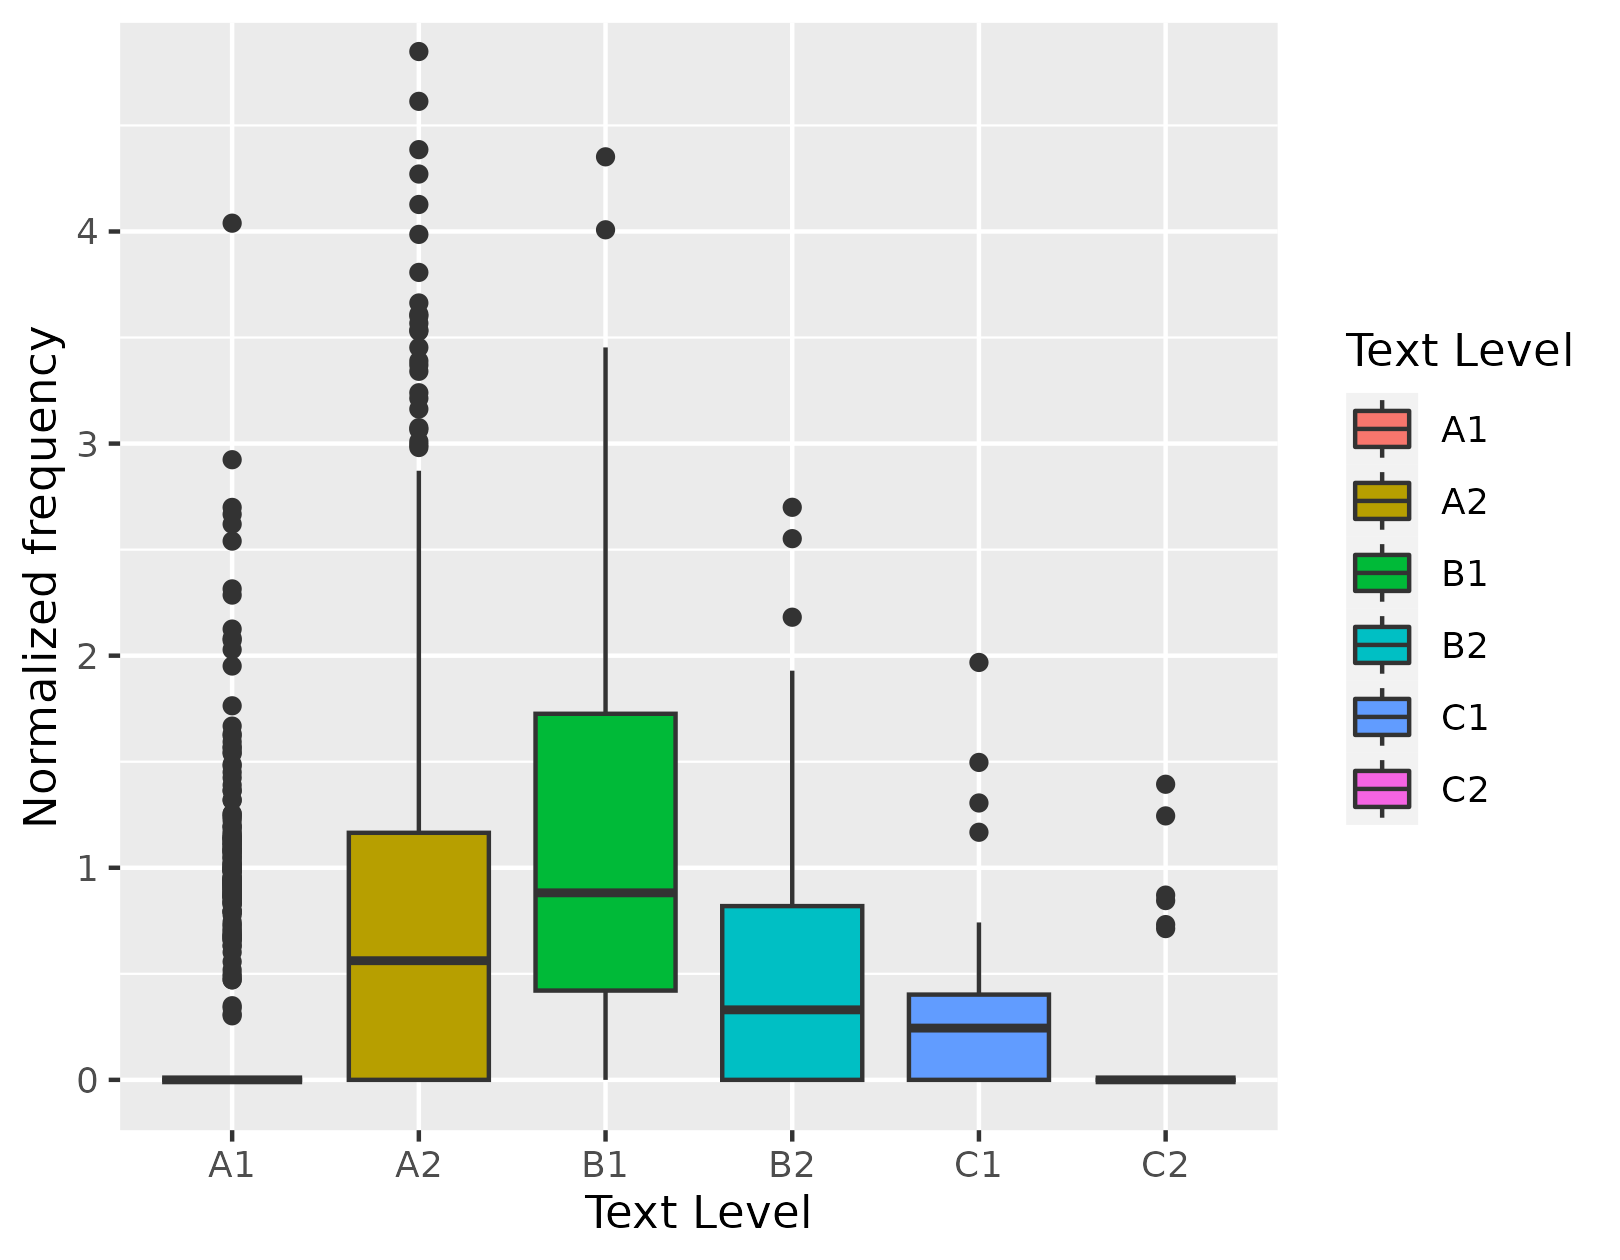 Normalized frequency
4
3
2
1
0
A1 A2 B1 B2 C1 C2
Text Level
Text Level
A1
A2
B1
B2
C1
C2